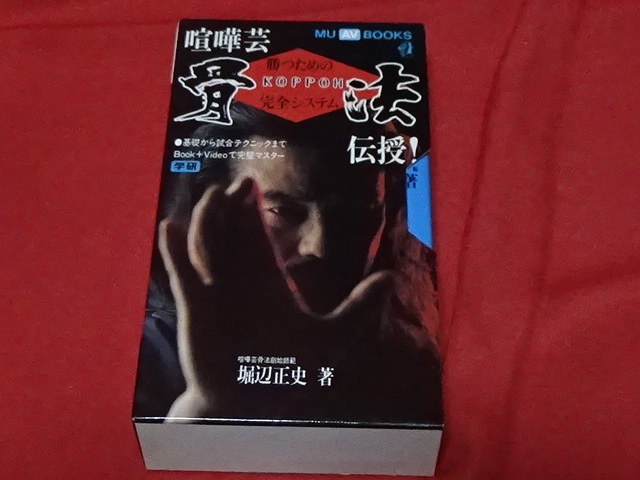 MU AV BOOKS
喧嘩芸
勝つための
KOPPOH
完全システム
骨法
伝授!
●基礎から試合テクニックまで
Book+Videoで完璧マスター
学研
喧嘩芸骨法創始師範
堀辺正史 著